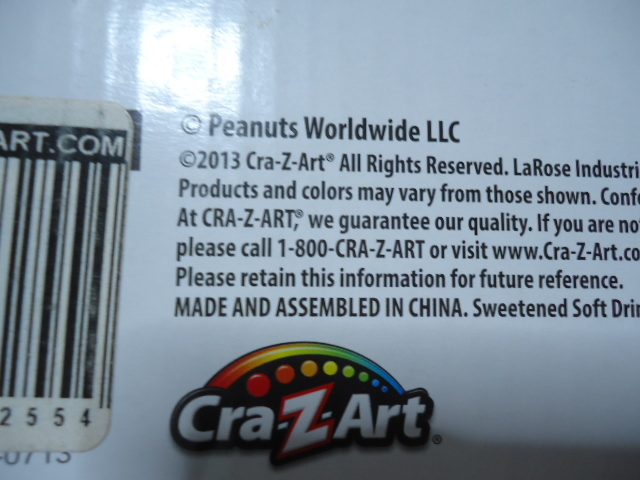 © Peanuts Worldwide LLC
©2013 Cra-Z-Art® All Rights Reserved. LaRose Industri
Products and colors may vary from those shown. Confo
At CRA-Z-ART,® we guarantee our quality. If you are no
please call 1-800-CRA-Z-ART or visit www.Cra-Z-Art.co
Please retain this information for future reference.
MADE AND ASSEMBLED IN CHINA. Sweetened Soft Drin
ART.COM
2554
-0713
Cra-Z-Art®